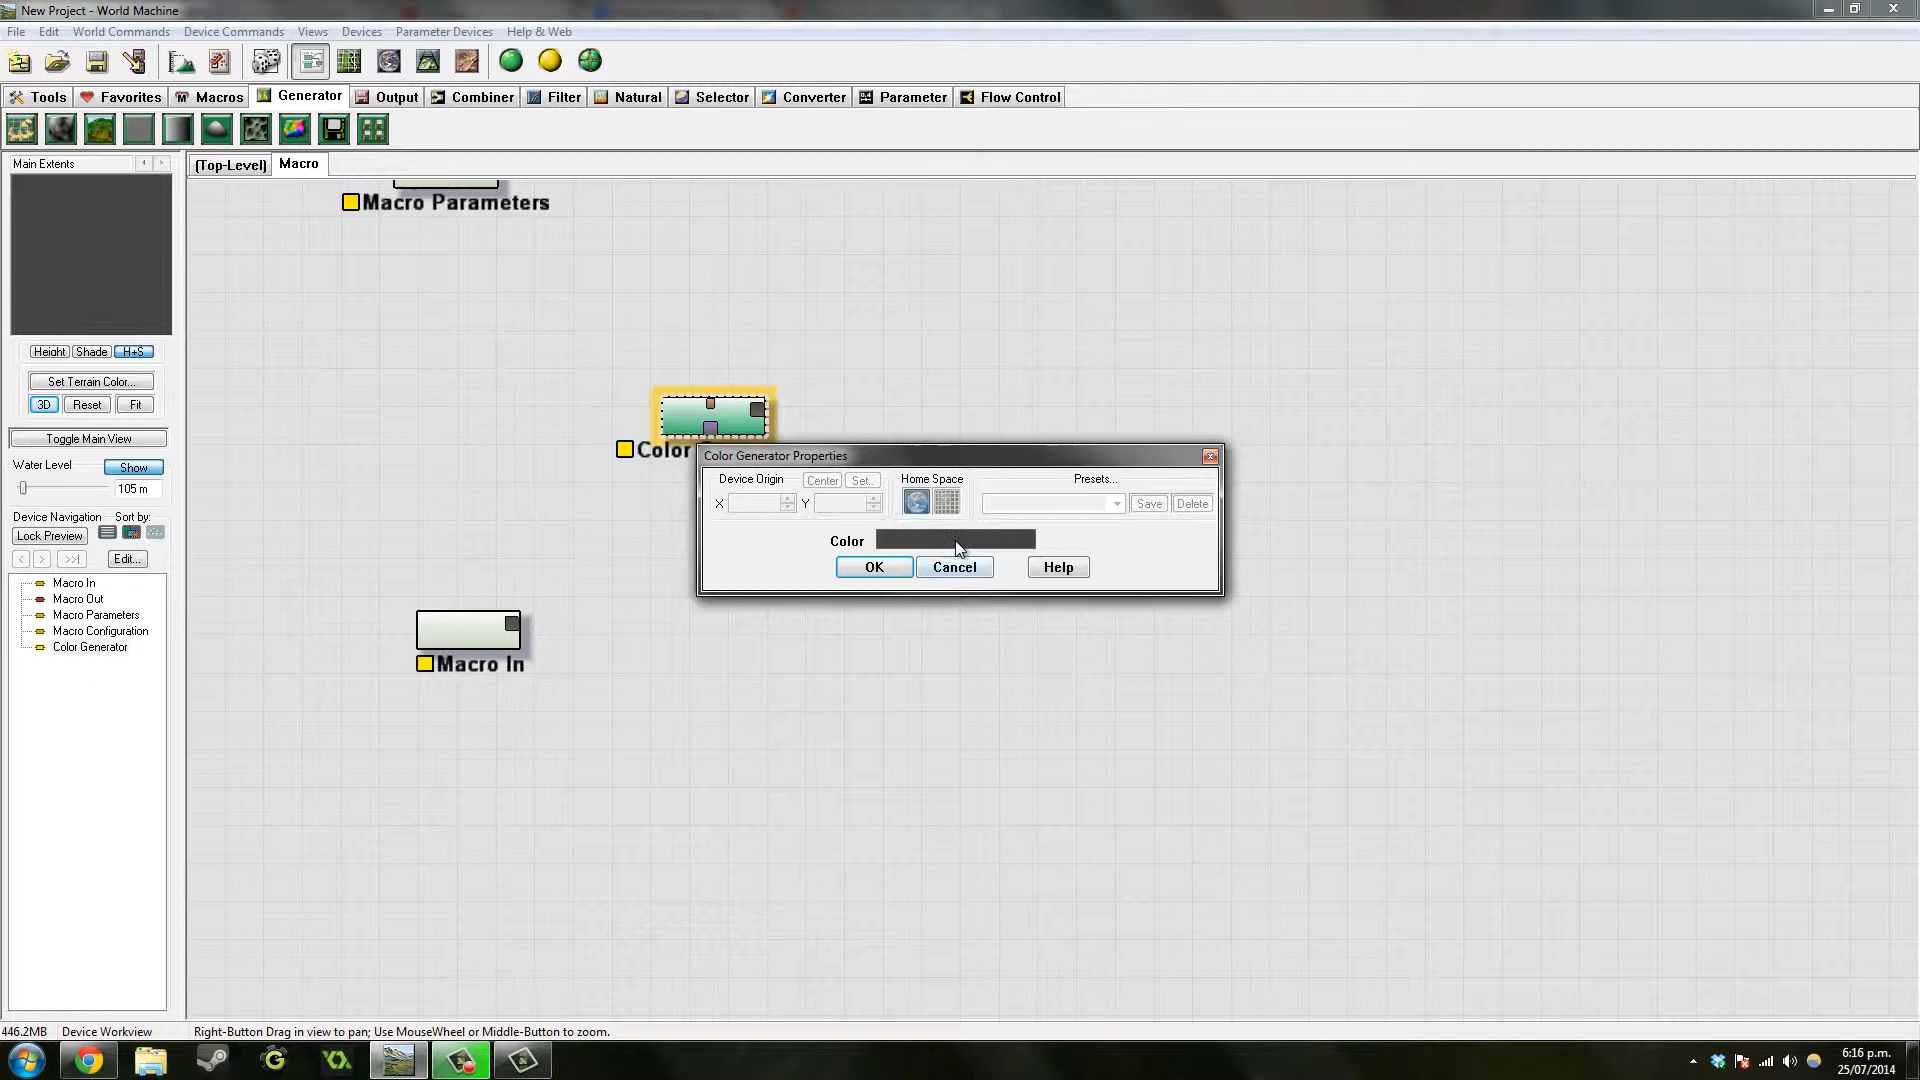 New Project - World Machine
File Edit World Commands Device Commands Views Devices Parameter Devices Help & Web
Tools Favorites Macros Generator Output Combiner Filter Natural Selector Converter Parameter Flow Control
Main Extents
[Top-Level] Macro
Macro Parameters
Height Shade H+S
Set Terrain Color...
3D Reset Fit
Toggle Main View
Water Level Show
105 m
Device Navigation Sort by:
Lock Preview
< > >>| Edit...
Macro In
Macro Out
Macro Parameters
Macro Configuration
Color Generator
Color
Color Generator Properties
Device Origin Center Set.. Home Space Presets...
X Y Save Delete
Color
OK Cancel Help
Macro In
446.2MB Device Workview Right-Button Drag in view to pan; Use MouseWheel or Middle-Button to zoom.
6:16 p.m.
25/07/2014